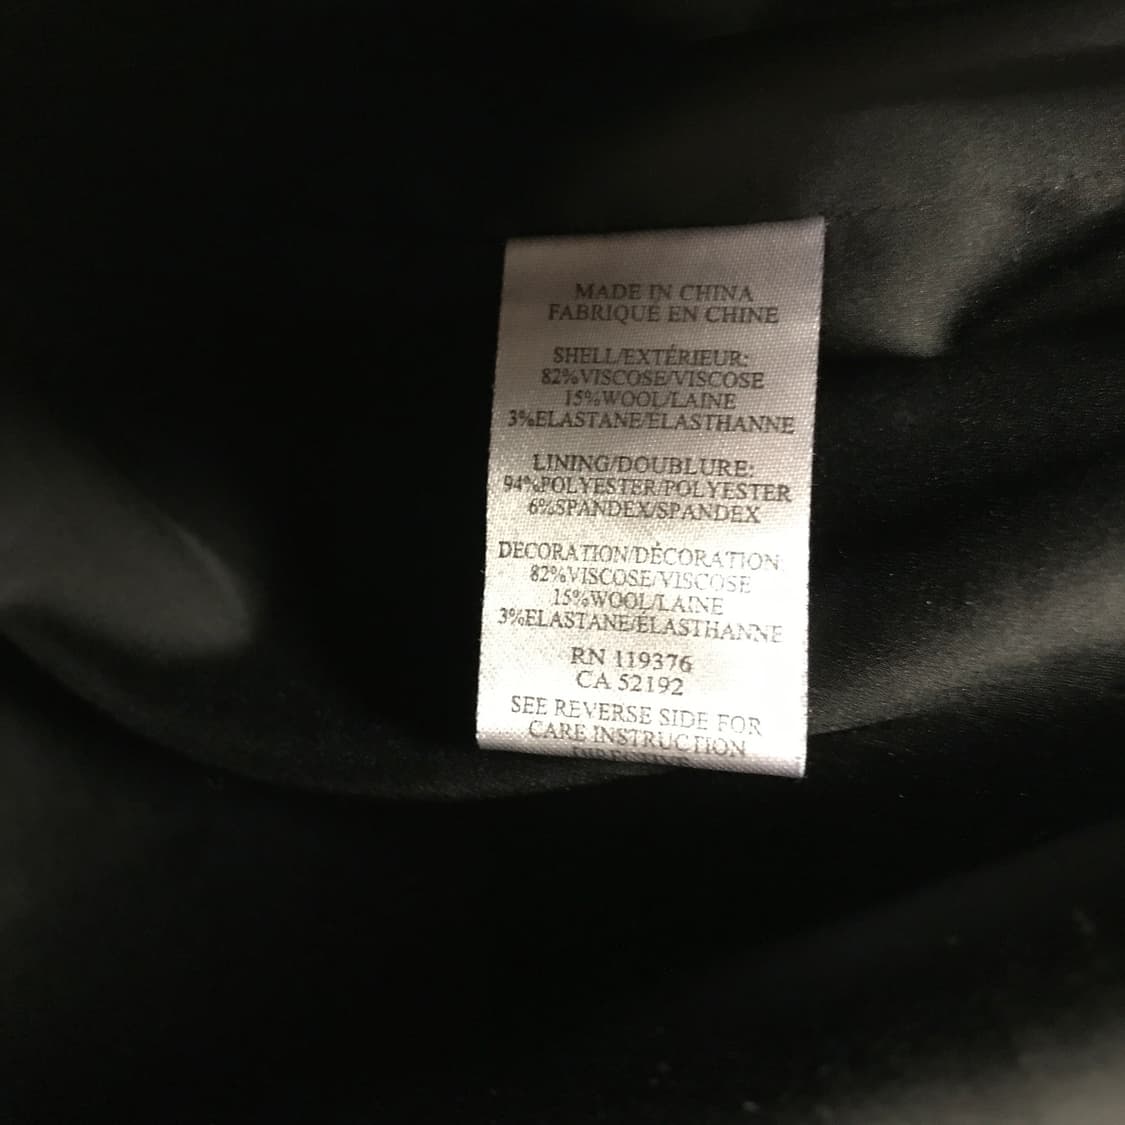 MADE IN CHINA
FABRIQUÉ EN CHINE
SHELL/EXTÉRIEUR:
82%VISCOSE/VISCOSE
15%WOOL/LAINE
3%ELASTANE/ÉLASTHANNE
LINING/DOUBLURE:
94%POLYESTER/POLYESTER
6%SPANDEX/SPANDEX
DECORATION/DÉCORATION:
82%VISCOSE/VISCOSE
15%WOOL/LAINE
3%ELASTANE/ÉLASTHANNE
RN 119376
CA 52192
SEE REVERSE SIDE FOR
CARE INSTRUCTION